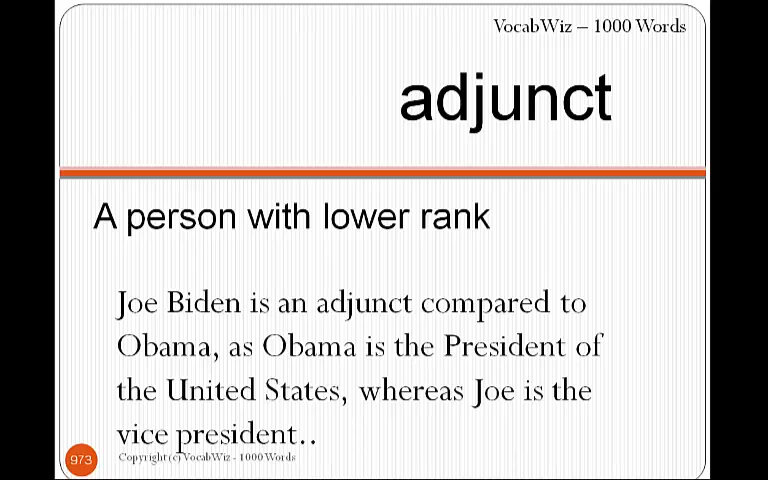 VocabWiz – 1000 Words
adjunct
A person with lower rank
Joe Biden is an adjunct compared to
Obama, as Obama is the President of
the United States, whereas Joe is the
vice president..
973
Copyright (c) VocabWiz - 1000 Words